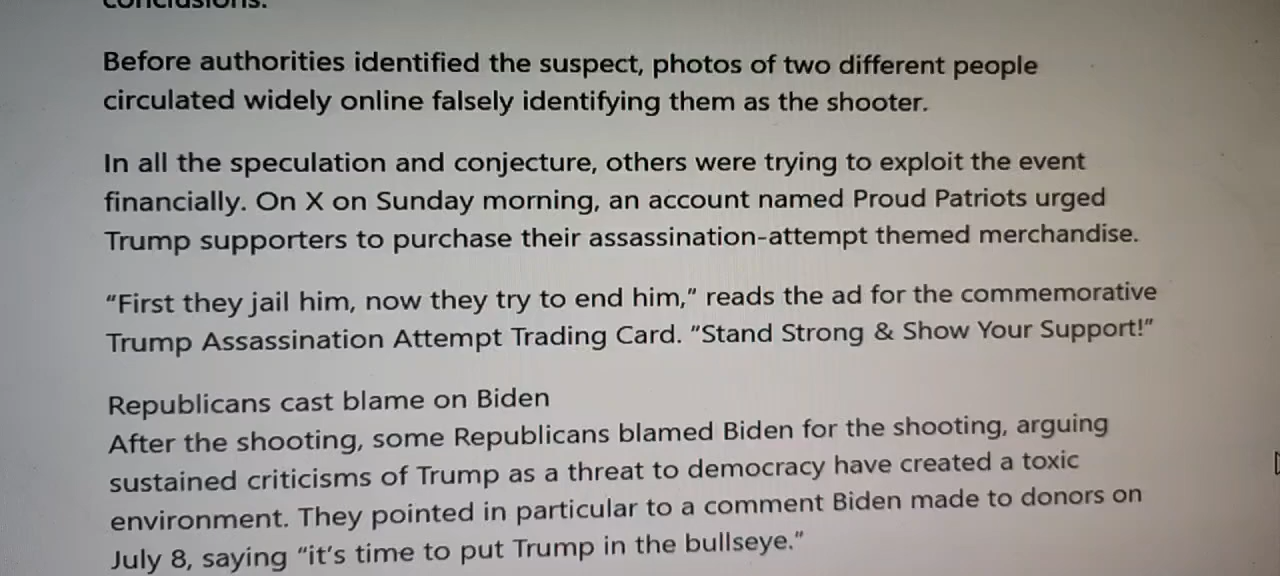 conclusions.
Before authorities identified the suspect, photos of two different people
circulated widely online falsely identifying them as the shooter.
In all the speculation and conjecture, others were trying to exploit the event
financially. On X on Sunday morning, an account named Proud Patriots urged
Trump supporters to purchase their assassination-attempt themed merchandise.
“First they jail him, now they try to end him,” reads the ad for the commemorative
Trump Assassination Attempt Trading Card. “Stand Strong & Show Your Support!”
Republicans cast blame on Biden
After the shooting, some Republicans blamed Biden for the shooting, arguing
sustained criticisms of Trump as a threat to democracy have created a toxic
environment. They pointed in particular to a comment Biden made to donors on
July 8, saying “it’s time to put Trump in the bullseye.”